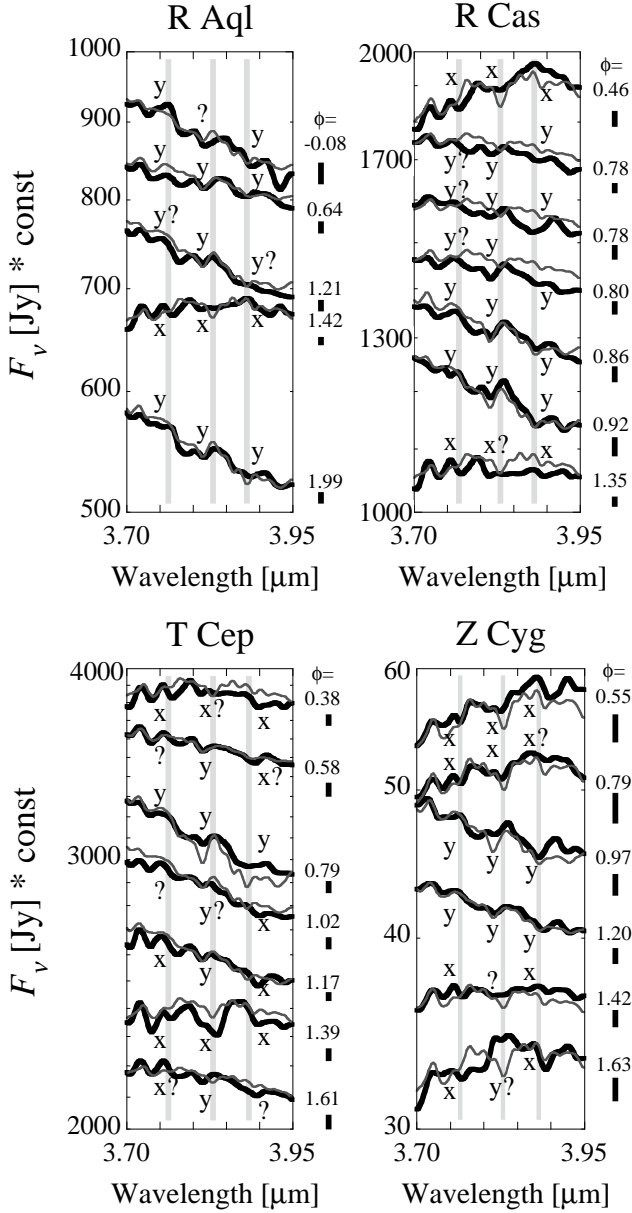 R Aql
1000
900
800
700
600
500
F_ν [Jy] * const
y ? y
y y y
y? y y?
x x x
y y y
ϕ=
-0.08
0.64
1.21
1.42
1.99
3.70 3.95
Wavelength [μm]
R Cas
2000
1700
1300
1000
x x x
y? y y
y? y y
y? y y
y y y
y y y
x x? x
ϕ=
0.46
0.78
0.78
0.80
0.86
0.92
1.35
3.70 3.95
Wavelength [μm]
T Cep
4000
3000
2000
F_ν [Jy] * const
x x? x
? y x?
y y y
? y? x
x y x
x x x
x? y ?
ϕ=
0.38
0.58
0.79
1.02
1.17
1.39
1.61
3.70 3.95
Wavelength [μm]
Z Cyg
60
50
40
30
x x x
x x x?
y y y
y y y
x ? x
x y? x
ϕ=
0.55
0.79
0.97
1.20
1.42
1.63
3.70 3.95
Wavelength [μm]